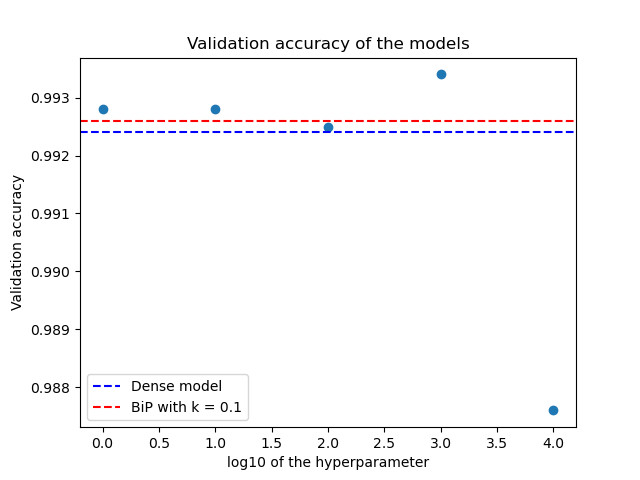 Validation accuracy of the models
Validation accuracy
0.993
0.992
0.991
0.990
0.989
0.988
Dense model
BiP with k = 0.1
0.0 0.5 1.0 1.5 2.0 2.5 3.0 3.5 4.0
log10 of the hyperparameter